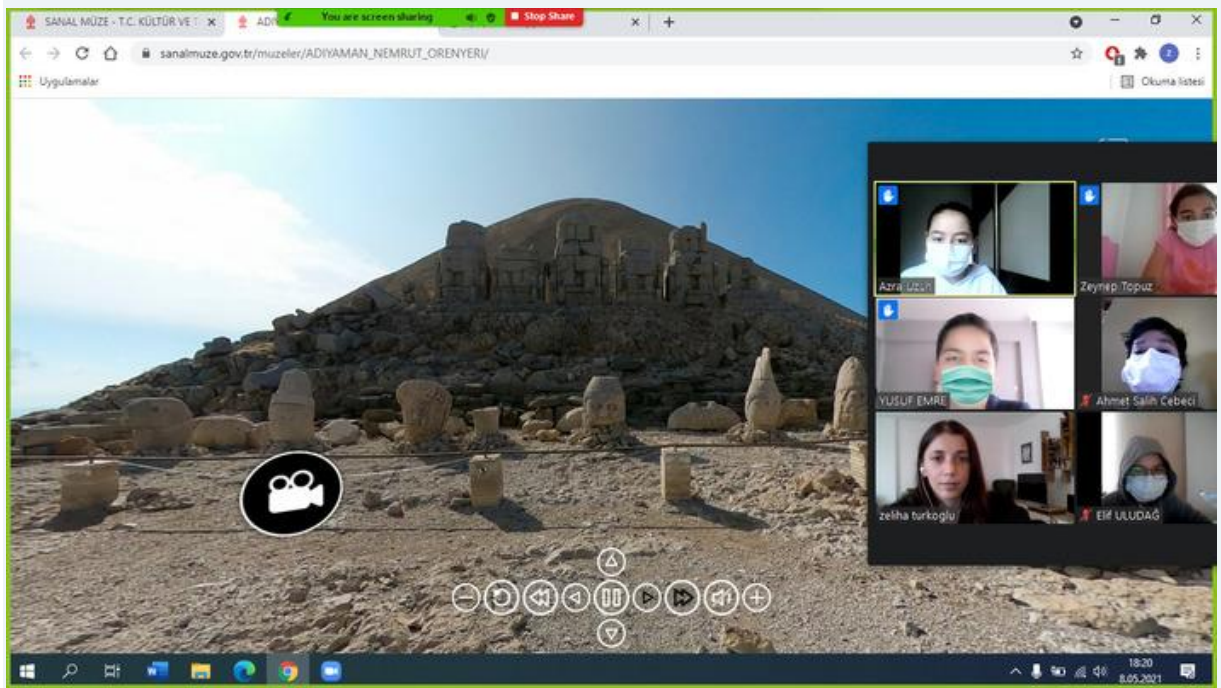 SANAL MÜZE - T.C. KÜLTÜR VE T
ADIY
You are screen sharing
Stop Share
sanalmuze.gov.tr/muzeler/ADIYAMAN_NEMRUT_ORENYERI/
Z
Uygulamalar
Okuma listesi
Azra Uzun
Zeynep Topuz
YUSUF EMRE
Ahmet Salih Cebeci
zeliha turkoglu
Elif ULUDAĞ
18:20
8.05.2021